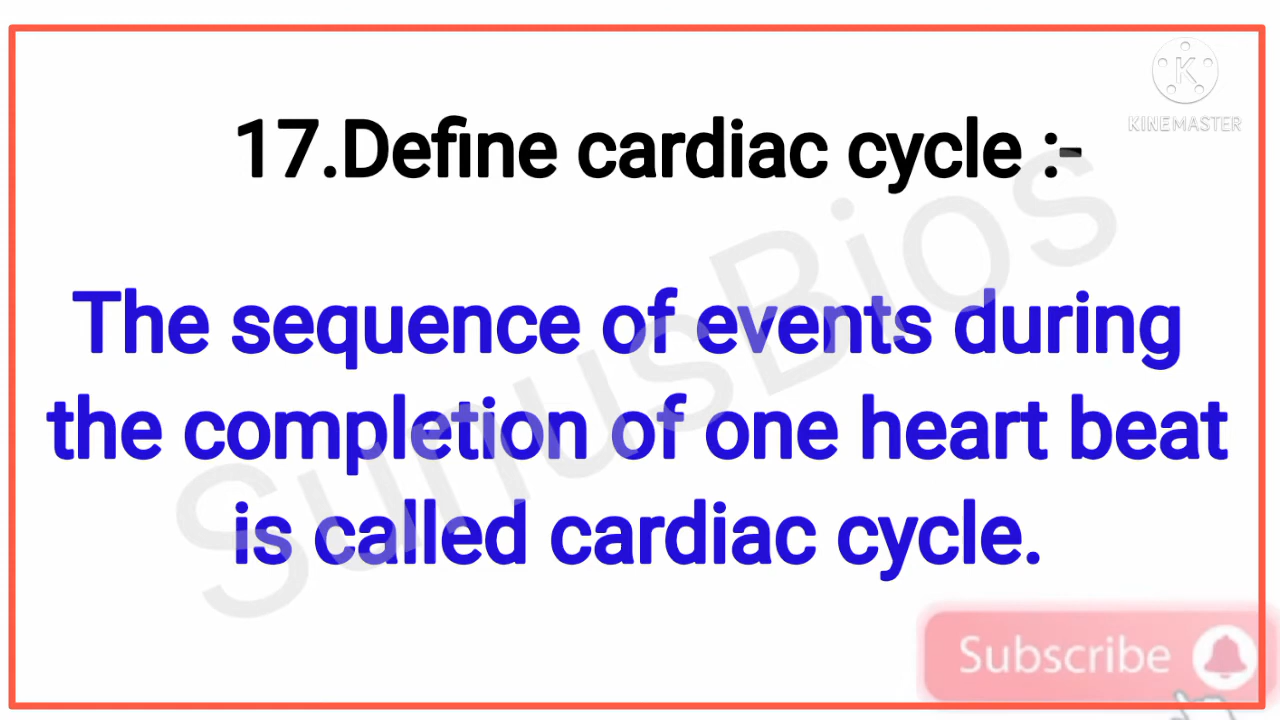 KINEMASTER
17.Define cardiac cycle :-
The sequence of events during
the completion of one heart beat
is called cardiac cycle.
SunusBios
Subscribe